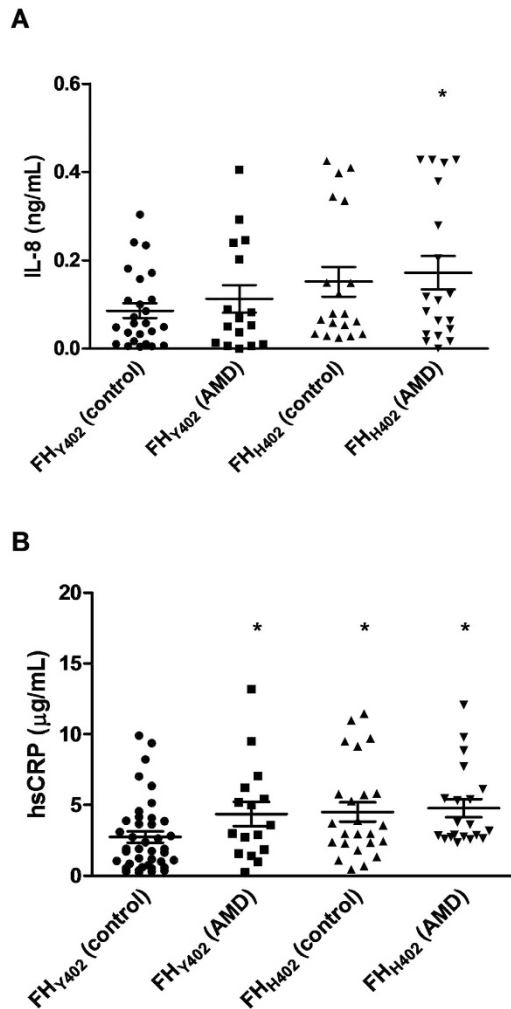 A
IL-8 (ng/mL)
0.6
0.4
0.2
0.0
*
FHY402 (control)
FHY402 (AMD)
FHH402 (control)
FHH402 (AMD)
B
hsCRP (μg/mL)
20
15
10
5
0
* * *
FHY402 (control)
FHY402 (AMD)
FHH402 (control)
FHH402 (AMD)